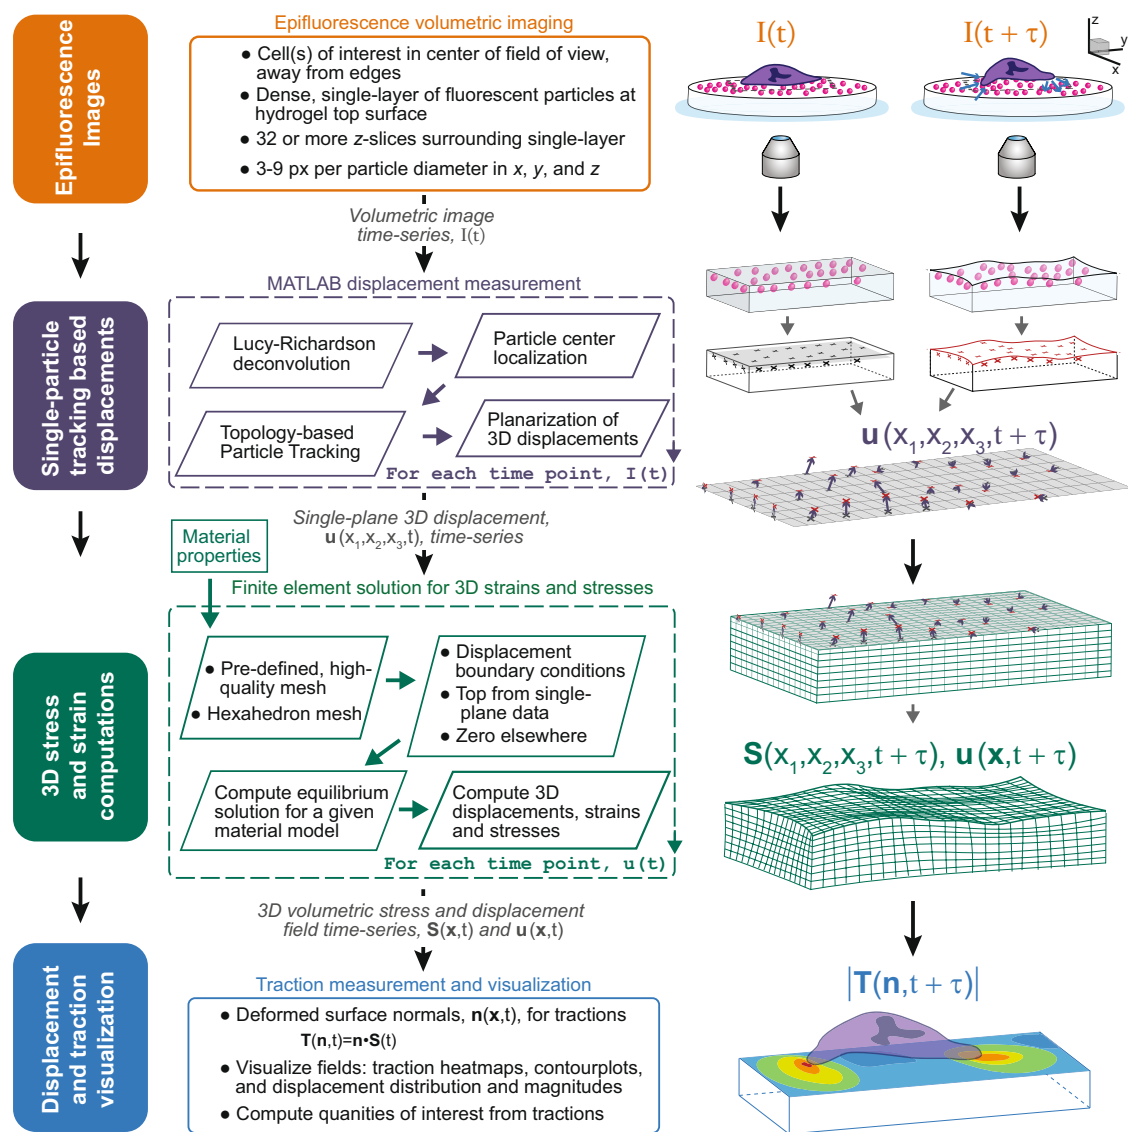 Epifluorescence
Images
Epifluorescence volumetric imaging
● Cell(s) of interest in center of field of view,
away from edges
● Dense, single-layer of fluorescent particles at
hydrogel top surface
● 32 or more z-slices surrounding single-layer
● 3-9 px per particle diameter in x, y, and z
I(t)
I(t + τ)
z
y
x
Volumetric image
time-series, I(t)
Single-particle
tracking based
displacements
MATLAB displacement measurement
Lucy-Richardson
deconvolution
Particle center
localization
Topology-based
Particle Tracking
Planarization of
3D displacements
For each time point, I(t)
u(x₁,x₂,x₃,t + τ)
Single-plane 3D displacement,
u(x₁,x₂,x₃,t), time-series
Material
properties
3D stress
and strain
computations
Finite element solution for 3D strains and stresses
● Pre-defined, high-
quality mesh
● Hexahedron mesh
● Displacement
boundary conditions
● Top from single-
plane data
● Zero elsewhere
Compute equilibrium
solution for a given
material model
Compute 3D
displacements, strains
and stresses
For each time point, u(t)
S(x₁,x₂,x₃,t + τ), u(x,t + τ)
3D volumetric stress and displacement
field time-series, S(x,t) and u(x,t)
Displacement
and traction
visualization
Traction measurement and visualization
● Deformed surface normals, n(x,t), for tractions
T(n,t)=n•S(t)
● Visualize fields: traction heatmaps, contourplots,
and displacement distribution and magnitudes
● Compute quanities of interest from tractions
|T(n,t + τ)|